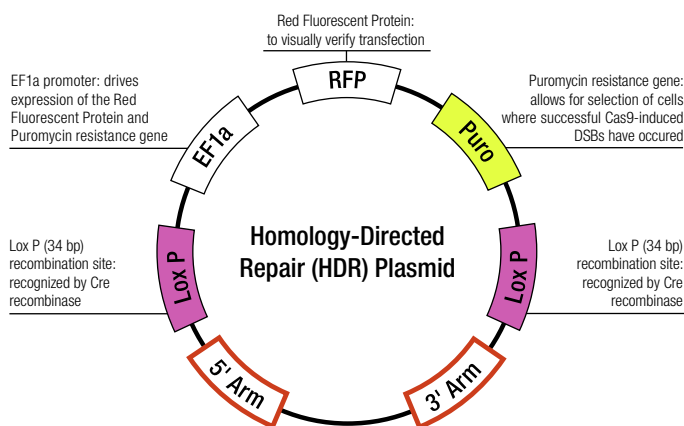 Red Fluorescent Protein:
to visually verify transfection
RFP
EF1a promoter: drives
expression of the Red
Fluorescent Protein and
Puromycin resistance gene
EF1a
Puro
Puromycin resistance gene:
allows for selection of cells
where successful Cas9-induced
DSBs have occured
Homology-Directed
Repair (HDR) Plasmid
Lox P (34 bp)
recombination site:
recognized by Cre
recombinase
Lox P
Lox P
Lox P (34 bp)
recombination site:
recognized by Cre
recombinase
5' Arm
3' Arm